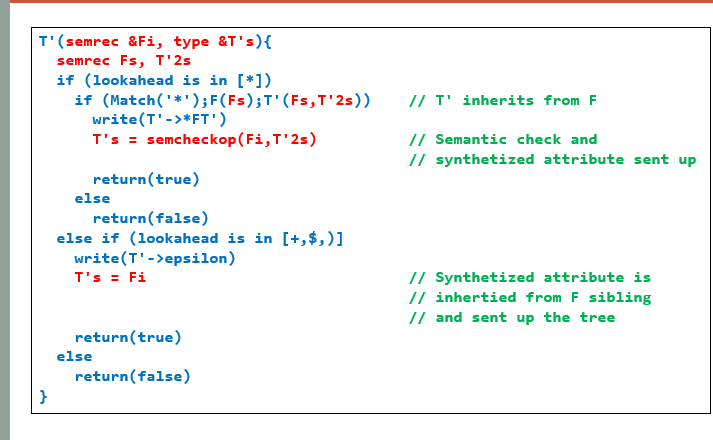 T'(semrec &Fi, type &T's){
semrec Fs, T'2s
if (lookahead is in [*])
if (Match('*');F(Fs);T'(Fs,T'2s)) // T' inherits from F
write(T'->*FT')
T's = semcheckop(Fi,T'2s) // Semantic check and
// synthetized attribute sent up
return(true)
else
return(false)
else if (lookahead is in [+,$,)]
write(T'->epsilon)
T's = Fi // Synthetized attribute is
// inhertied from F sibling
// and sent up the tree
return(true)
else
return(false)
}